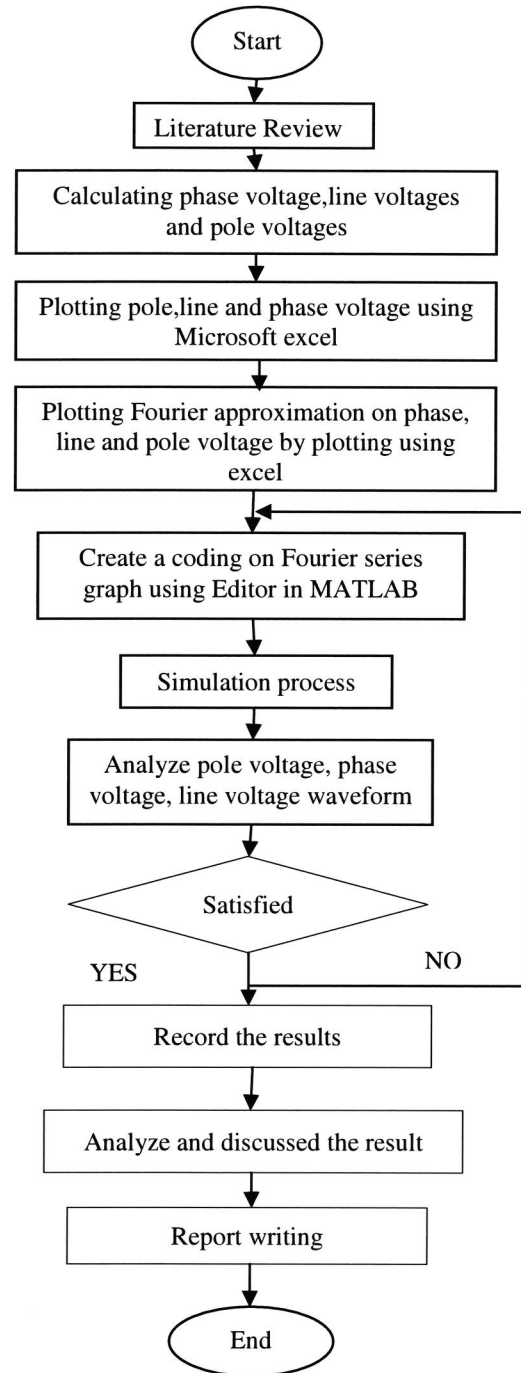 Start
Literature Review
Calculating phase voltage,line voltages
and pole voltages
Plotting pole,line and phase voltage using
Microsoft excel
Plotting Fourier approximation on phase,
line and pole voltage by plotting using
excel
Create a coding on Fourier series
graph using Editor in MATLAB
Simulation process
Analyze pole voltage, phase
voltage, line voltage waveform
Satisfied
YES
NO
Record the results
Analyze and discussed the result
Report writing
End